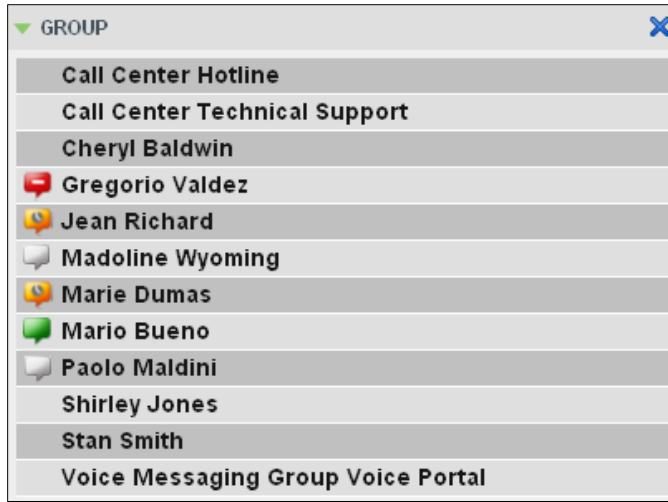 GROUP
Call Center Hotline
Call Center Technical Support
Cheryl Baldwin
Gregorio Valdez
Jean Richard
Madoline Wyoming
Marie Dumas
Mario Bueno
Paolo Maldini
Shirley Jones
Stan Smith
Voice Messaging Group Voice Portal